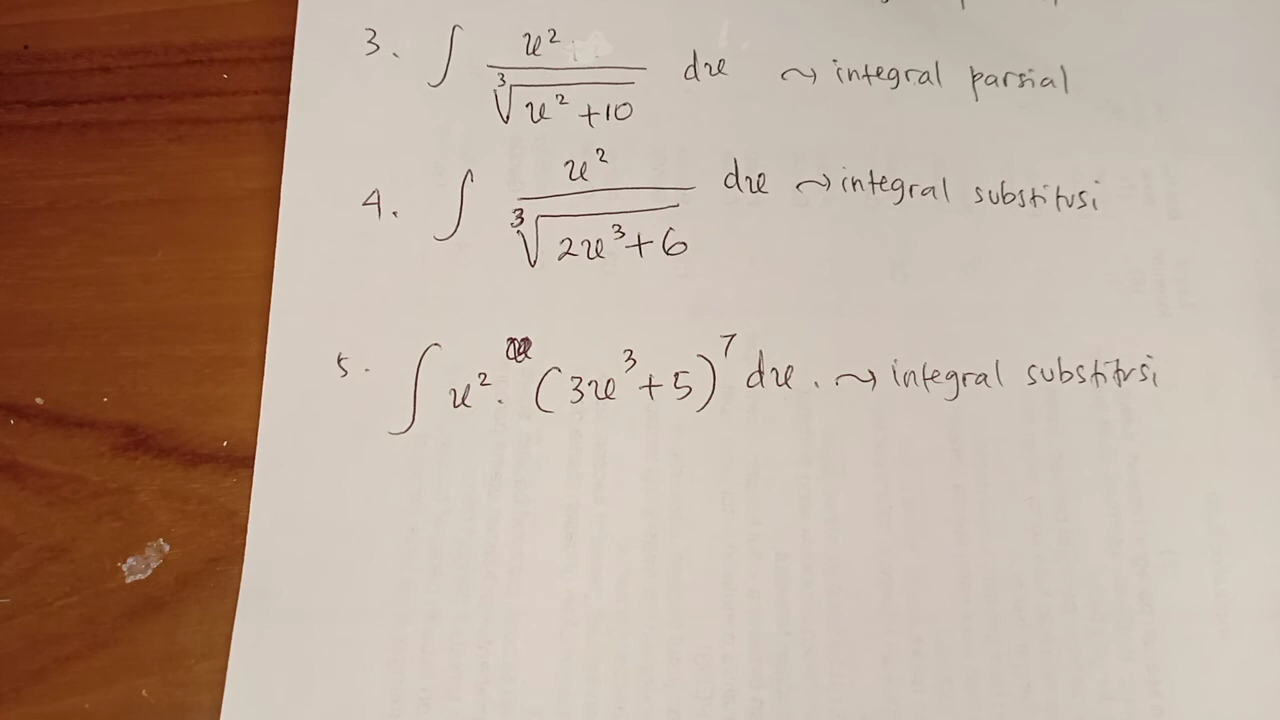 3. ∫ x² / ∛(x² + 10) dx ⤳ integral parsial
4. ∫ x² / ∛(2x³ + 6) dx ⤳ integral substitusi
5. ∫ x² . (3x³ + 5)⁷ dx . ⤳ integral substitusi